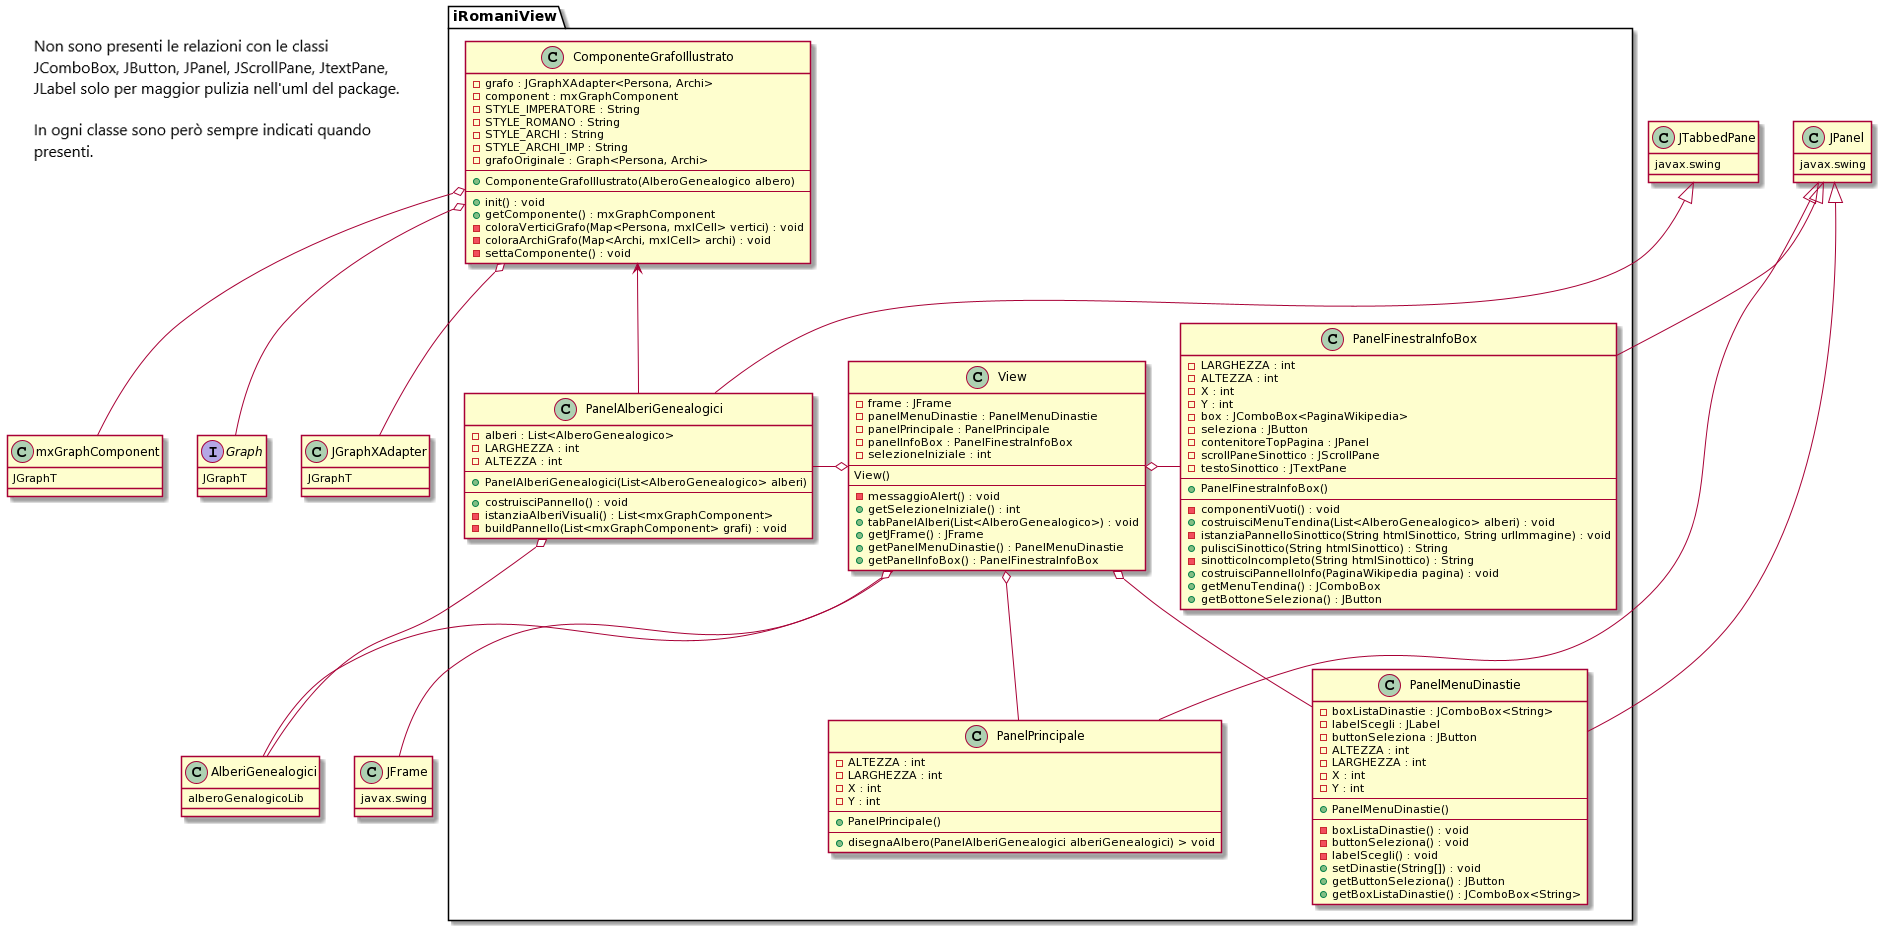 Non sono presenti le relazioni con le classi
JComboBox, JButton, JPanel, JScrollPane, JtextPane,
JLabel solo per maggior pulizia nell'uml del package.
In ogni classe sono però sempre indicati quando
presenti.
iRomaniView
C ComponenteGrafoIllustrato
grafo : JGraphXAdapter<Persona, Archi>
component : mxGraphComponent
STYLE_IMPERATORE : String
STYLE_ROMANO : String
STYLE_ARCHI : String
STYLE_ARCHI_IMP : String
grafoOriginale : Graph<Persona, Archi>
ComponenteGrafoIllustrato(AlberoGenealogico albero)
init() : void
getComponente() : mxGraphComponent
coloraVerticiGrafo(Map<Persona, mxICell> vertici) : void
coloraArchiGrafo(Map<Archi, mxICell> archi) : void
settaComponente() : void
C JTabbedPane
javax.swing
C JPanel
javax.swing
C mxGraphComponent
JGraphT
I Graph
JGraphT
C JGraphXAdapter
JGraphT
C PanelAlberiGenealogici
alberi : List<AlberoGenealogico>
LARGHEZZA : int
ALTEZZA : int
PanelAlberiGenealogici(List<AlberoGenealogico> alberi)
costruisciPannello() : void
istanziaAlberiVisuali() : List<mxGraphComponent>
buildPannello(List<mxGraphComponent> grafi) : void
C View
frame : JFrame
panelMenuDinastie : PanelMenuDinastie
panelPrincipale : PanelPrincipale
panelInfoBox : PanelFinestraInfoBox
selezioneIniziale : int
View()
messaggioAlert() : void
getSelezioneIniziale() : int
tabPanelAlberi(List<AlberoGenealogico>) : void
getJFrame() : JFrame
getPanelMenuDinastie() : PanelMenuDinastie
getPanelInfoBox() : PanelFinestraInfoBox
C PanelFinestraInfoBox
LARGHEZZA : int
ALTEZZA : int
X : int
Y : int
box : JComboBox<PaginaWikipedia>
seleziona : JButton
contenitoreTopPagina : JPanel
scrollPaneSinottico : JScrollPane
testoSinottico : JTextPane
PanelFinestraInfoBox()
componentiVuoti() : void
costruisciMenuTendina(List<AlberoGenealogico> alberi) : void
istanziaPannelloSinottico(String htmlSinottico, String urlImmagine) : void
pulisciSinottico(String htmlSinottico) : String
sinotticoIncompleto(String htmlSinottico) : String
costruisciPannelloInfo(PaginaWikipedia pagina) : void
getMenuTendina() : JComboBox
getBottoneSeleziona() : JButton
C AlberiGenealogici
alberoGenalogicoLib
C JFrame
javax.swing
C PanelPrincipale
ALTEZZA : int
LARGHEZZA : int
X : int
Y : int
PanelPrincipale()
disegnaAlbero(PanelAlberiGenealogici alberiGenealogici) > void
C PanelMenuDinastie
boxListaDinastie : JComboBox<String>
labelScegli : JLabel
buttonSeleziona : JButton
ALTEZZA : int
LARGHEZZA : int
X : int
Y : int
PanelMenuDinastie()
boxListaDinastie() : void
buttonSeleziona() : void
labelScegli() : void
setDinastie(String[]) : void
getButtonSeleziona() : JButton
getBoxListaDinastie() : JComboBox<String>